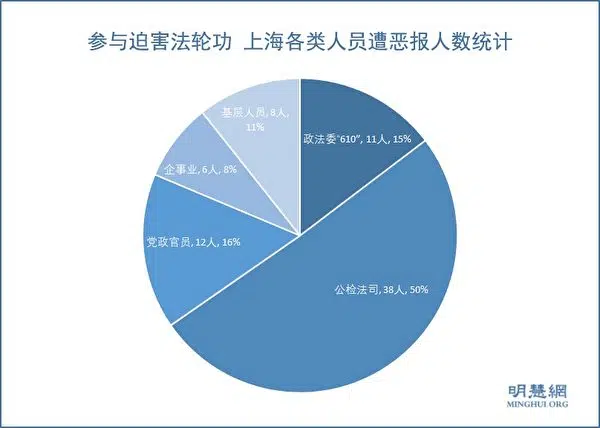 参与迫害法轮功 上海各类人员遭恶报人数统计
基层人员, 8人,
11%
政法委“610”, 11人, 15%
企事业, 6人, 8%
党政官员, 12人, 16%
公检法司, 38人, 50%
明慧網
MINGHUI.ORG